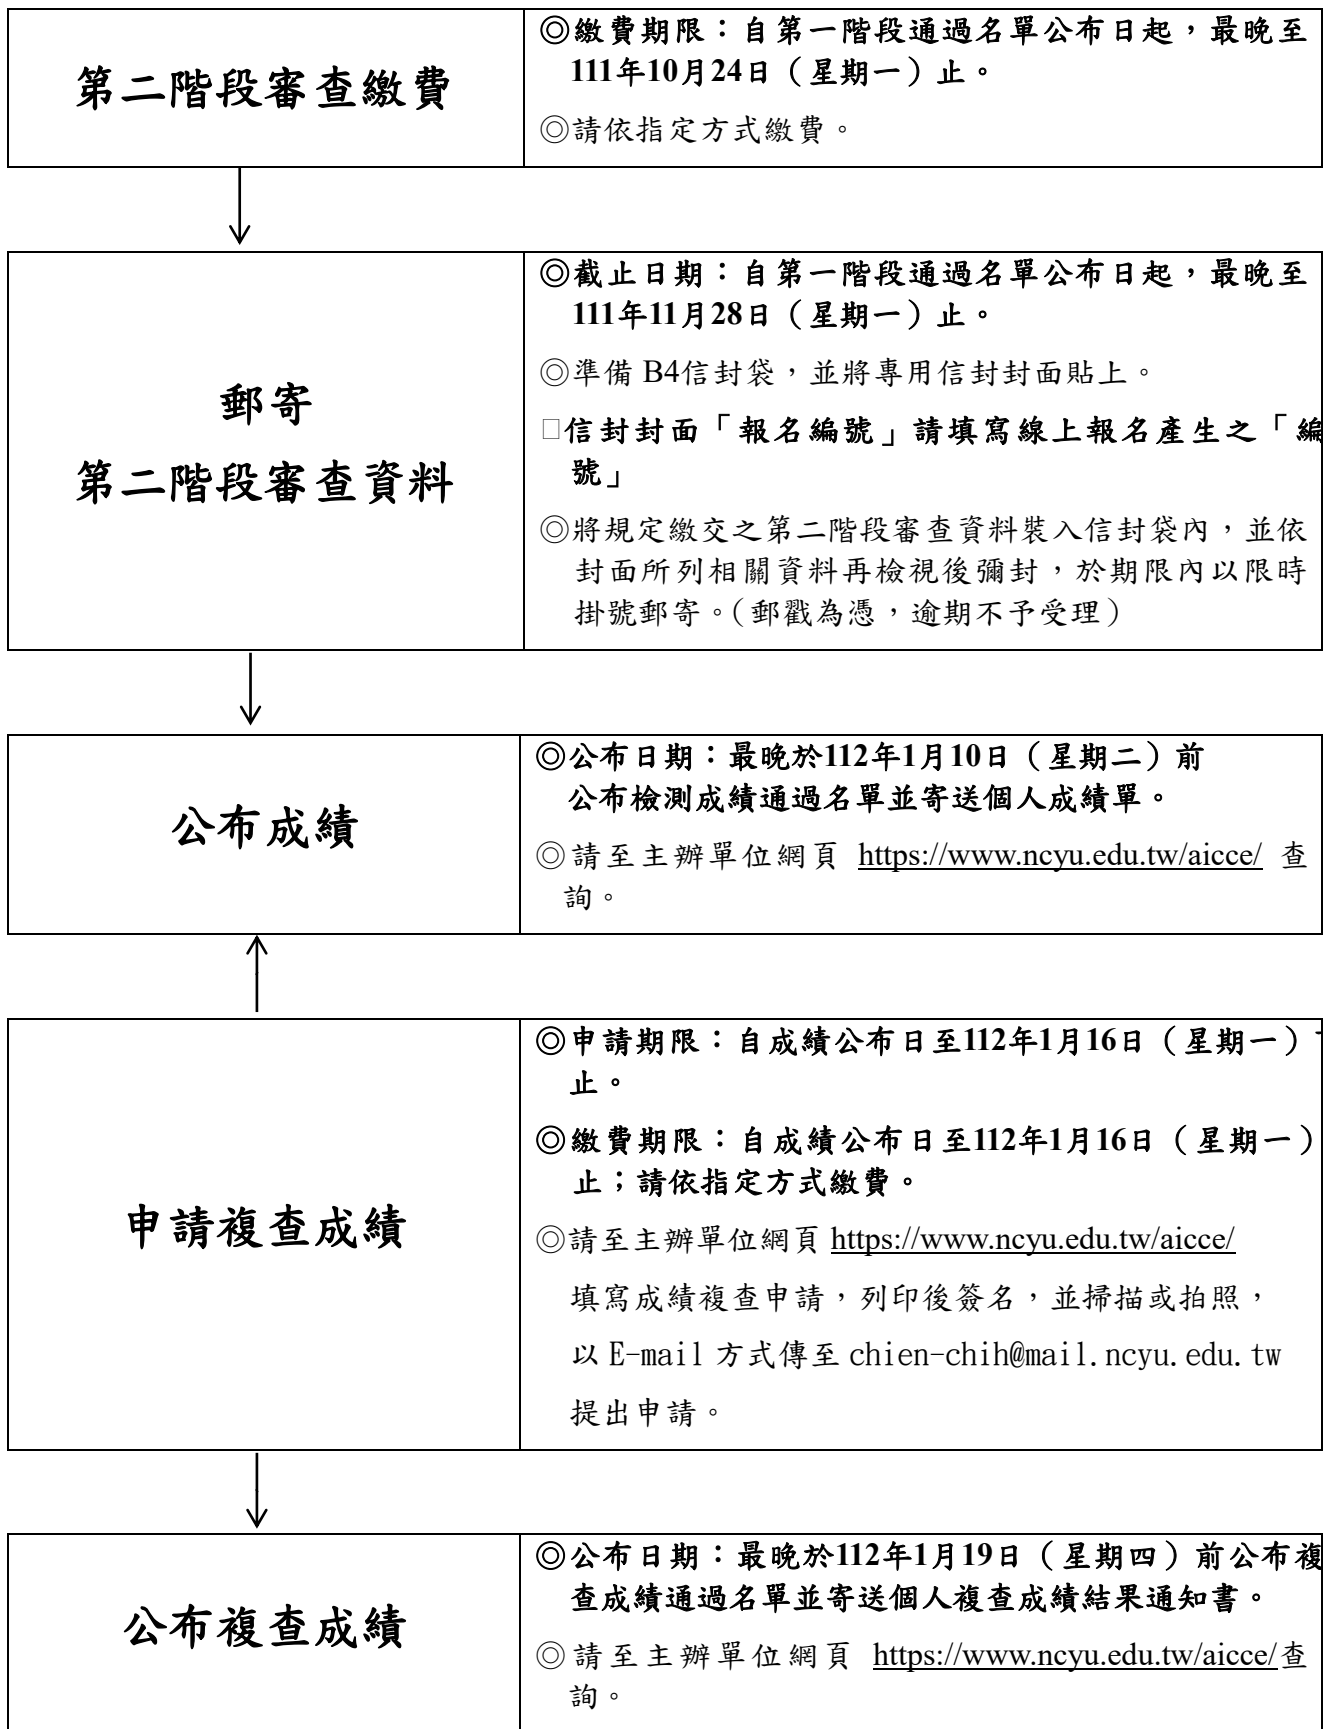 第二階段審查繳費
◎繳費期限：自第一階段通過名單公布日起，最晚至
111年10月24日（星期一）止。
◎請依指定方式繳費。
郵寄
第二階段審查資料
◎截止日期：自第一階段通過名單公布日起，最晚至
111年11月28日（星期一）止。
◎準備 B4信封袋，並將專用信封封面貼上。
□信封封面「報名編號」請填寫線上報名產生之「編
號」
◎將規定繳交之第二階段審查資料裝入信封袋內，並依
封面所列相關資料再檢視後彌封，於期限內以限時
掛號郵寄。（郵戳為憑，逾期不予受理）
公布成績
◎公布日期：最晚於112年1月10日（星期二）前
公布檢測成績通過名單並寄送個人成績單。
◎請至主辦單位網頁 https://www.ncyu.edu.tw/aicce/ 查
詢。
申請複查成績
◎申請期限：自成績公布日至112年1月16日（星期一）
止。
◎繳費期限：自成績公布日至112年1月16日（星期一）
止；請依指定方式繳費。
◎請至主辦單位網頁 https://www.ncyu.edu.tw/aicce/
填寫成績複查申請，列印後簽名，並掃描或拍照，
以 E-mail 方式傳至 chien-chih@mail.ncyu.edu.tw
提出申請。
公布複查成績
◎公布日期：最晚於112年1月19日（星期四）前公布複
查成績通過名單並寄送個人複查成績結果通知書。
◎請至主辦單位網頁 https://www.ncyu.edu.tw/aicce/查
詢。